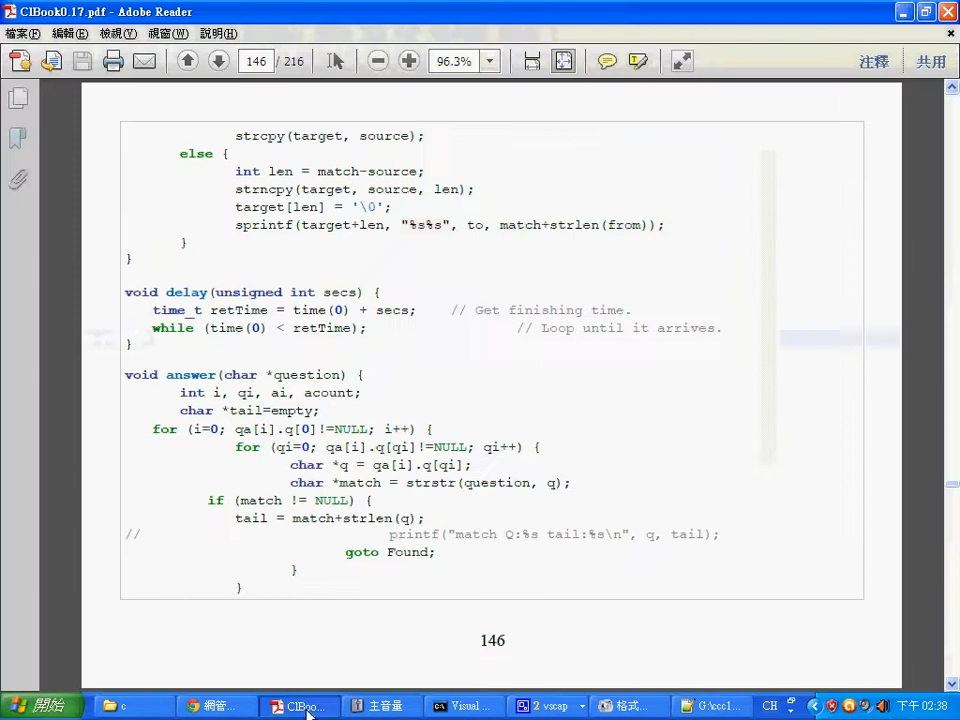 ClBook0.17.pdf - Adobe Reader
檔案(F) 編輯(E) 檢視(V) 視窗(W) 說明(H)
146 / 216 96.3% 註釋 共用
strcpy(target, source);
else {
int len = match-source;
strncpy(target, source, len);
target[len] = '\0';
sprintf(target+len, "%s%s", to, match+strlen(from));
}
}
void delay(unsigned int secs) {
time_t retTime = time(0) + secs; // Get finishing time.
while (time(0) < retTime); // Loop until it arrives.
}
void answer(char *question) {
int i, qi, ai, acount;
char *tail=empty;
for (i=0; qa[i].q[0]!=NULL; i++) {
for (qi=0; qa[i].q[qi]!=NULL; qi++) {
char *q = qa[i].q[qi];
char *match = strstr(question, q);
if (match != NULL) {
tail = match+strlen(q);
// printf("match Q:%s tail:%s\n", q, tail);
goto Found;
}
}
146
開始 c 網管... ClBoo... 主音量 Visual ... 2 vscap 格式... G:\ccc1... CH 下午 02:38